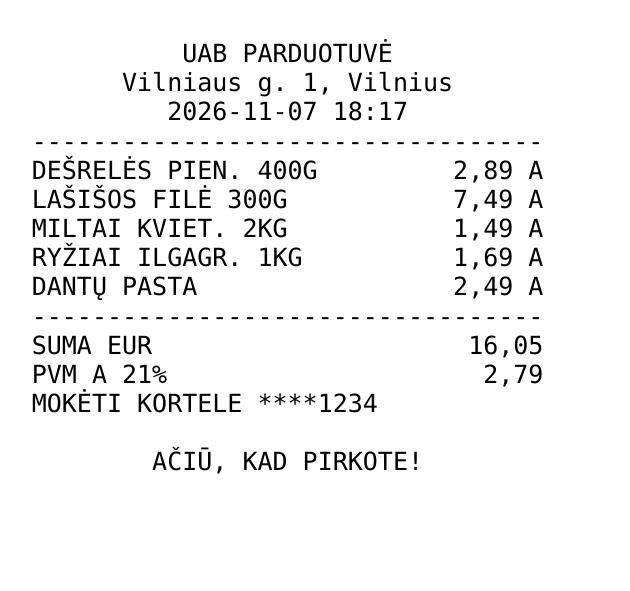 UAB PARDUOTUVĖ
Vilniaus g. 1, Vilnius
2026-11-07 18:17
----------------------------------
DEŠRELĖS PIEN. 400G 2,89 A
LAŠIŠOS FILĖ 300G 7,49 A
MILTAI KVIET. 2KG 1,49 A
RYŽIAI ILGAGR. 1KG 1,69 A
DANTŲ PASTA 2,49 A
----------------------------------
SUMA EUR 16,05
PVM A 21% 2,79
MOKĖTI KORTELE ****1234
AČIŪ, KAD PIRKOTE!